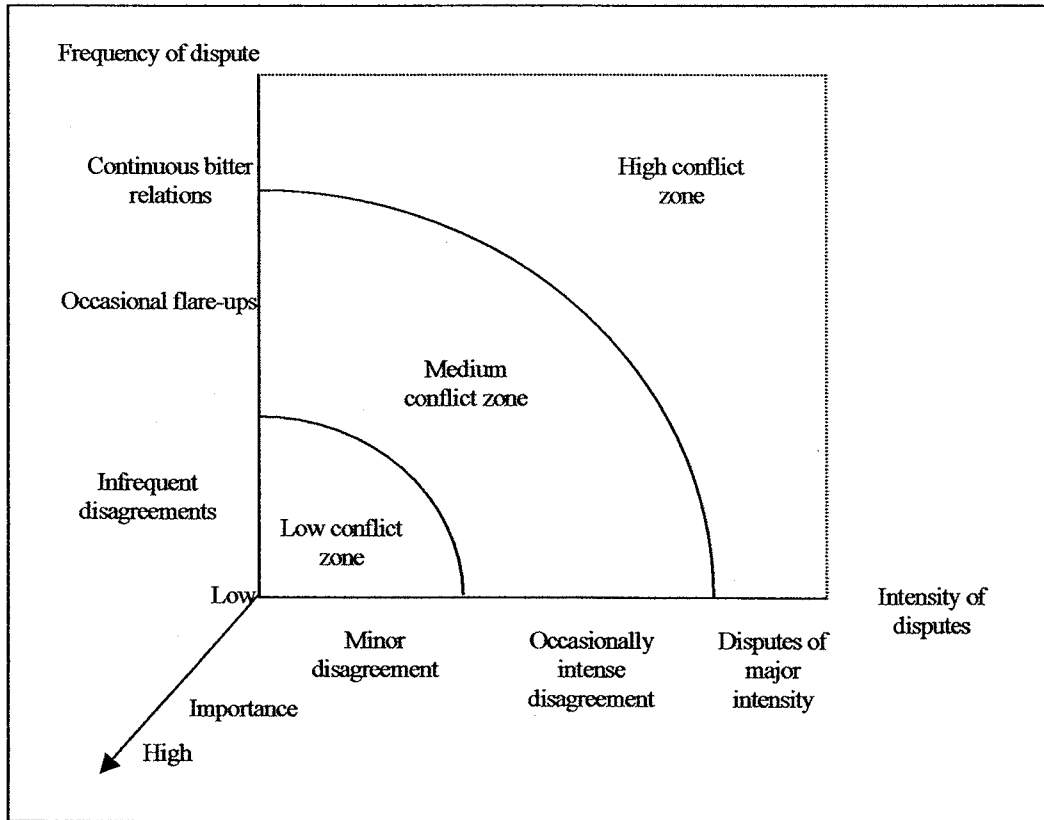 Frequency of dispute
Continuous bitter
relations
High conflict
zone
Occasional flare-ups
Medium
conflict zone
Infrequent
disagreements
Low conflict
zone
Low
Intensity of
disputes
Minor
disagreement
Occasionally
intense
disagreement
Disputes of
major
intensity
Importance
High